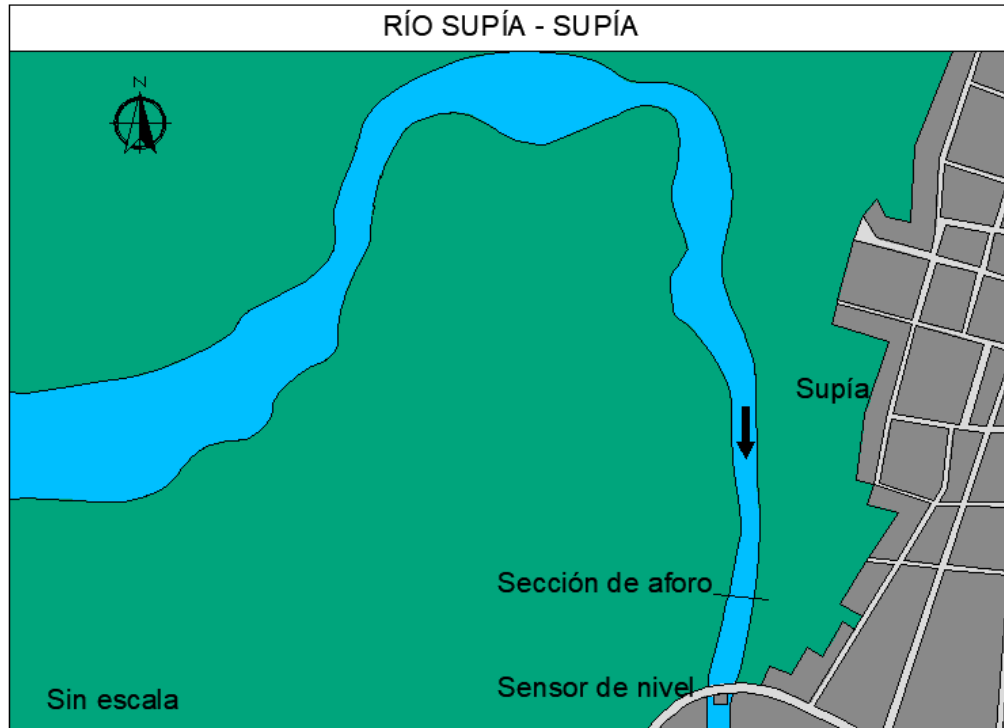 RÍO SUPÍA - SUPÍA
N
Supía
Sección de aforo
Sensor de nivel
Sin escala